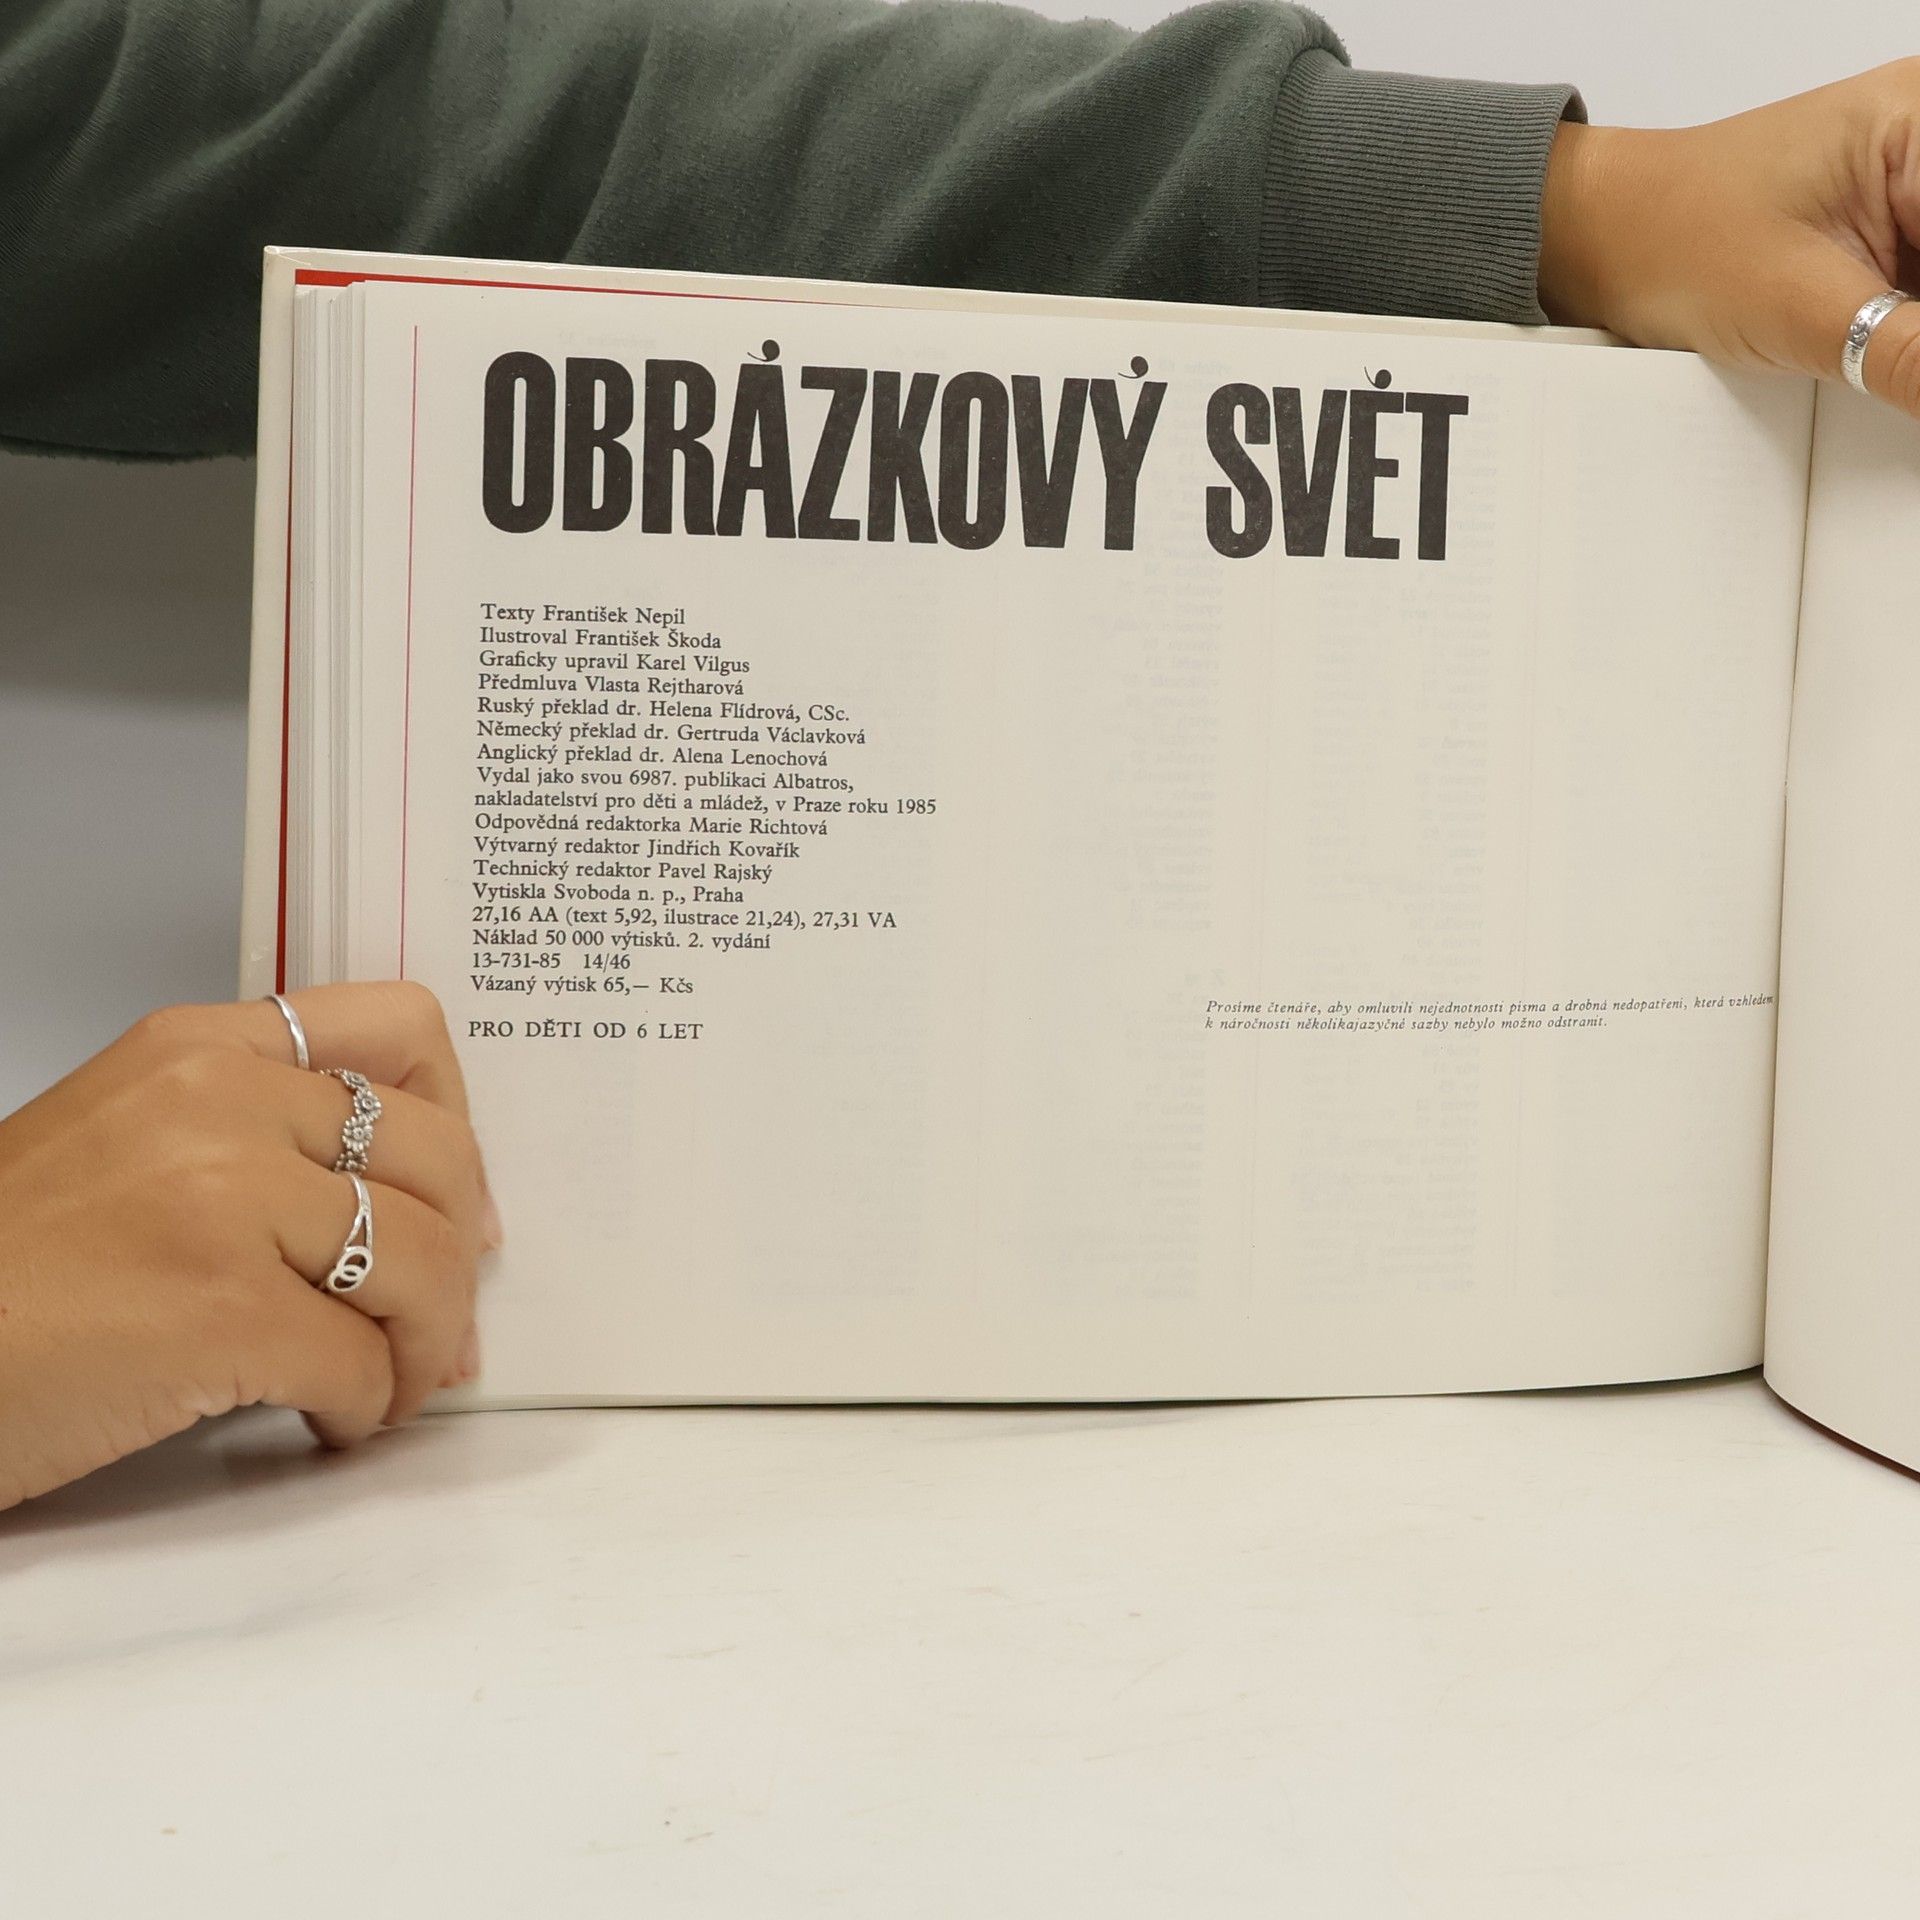 OBRÁZKOVÝ SVĚT
Texty František Nepil
Ilustroval František Škoda
Graficky upravil Karel Vilgus
Předmluva Vlasta Rejtharová
Ruský překlad dr. Helena Flídrová, CSc.
Německý překlad dr. Gertruda Václavková
Anglický překlad dr. Alena Lenochová
Vydal jako svou 6987. publikaci Albatros,
nakladatelství pro děti a mládež, v Praze roku 1985
Odpovědná redaktorka Marie Richtová
Výtvarný redaktor Jindřich Kovařík
Technický redaktor Pavel Rajský
Vytiskla Svoboda n. p., Praha
27,16 AA (text 5,92, ilustrace 21,24), 27,31 VA
Náklad 50 000 výtisků. 2. vydání
13-731-85 14/46
Vázaný výtisk 65,— Kčs
PRO DĚTI OD 6 LET
Prosíme čtenáře, aby omluvili nejednotnosti písma a drobná nedopatření, která vzhledem
k náročnosti několikajazyčné sazby nebylo možno odstranit.